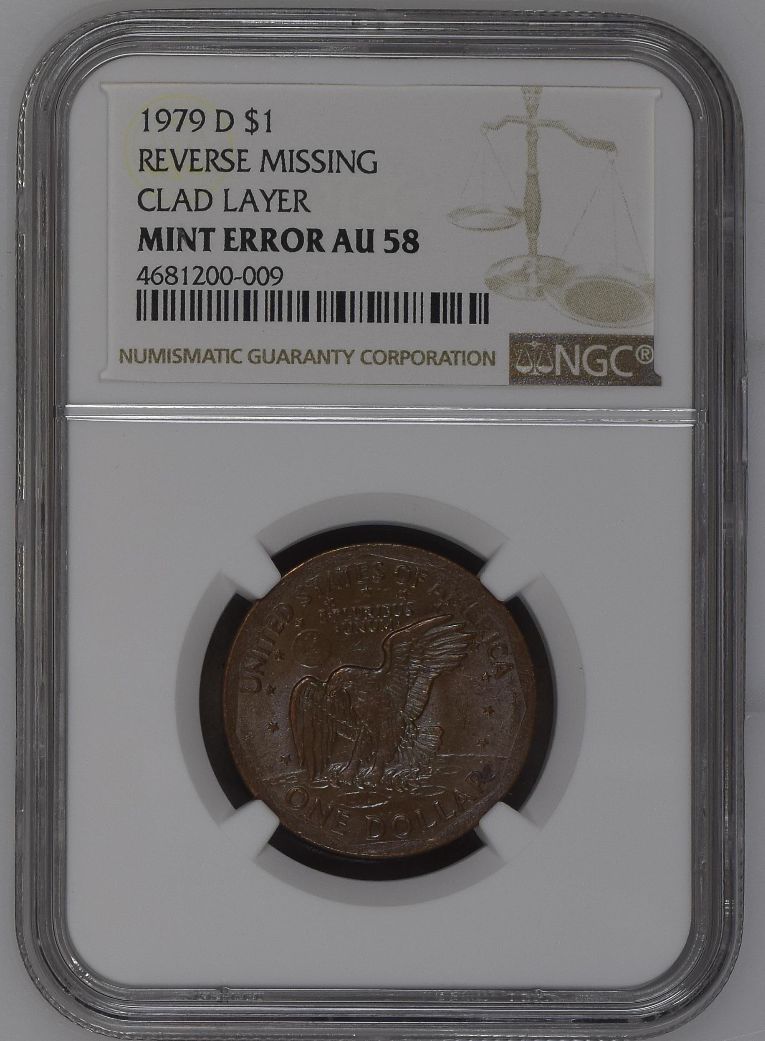 1979 D $1
REVERSE MISSING
CLAD LAYER
MINT ERROR AU 58
4681200-009
NUMISMATIC GUARANTY CORPORATION
NGC®
UNITED STATES OF AMERICA
E PLURIBUS
UNUM
ONE DOLLAR